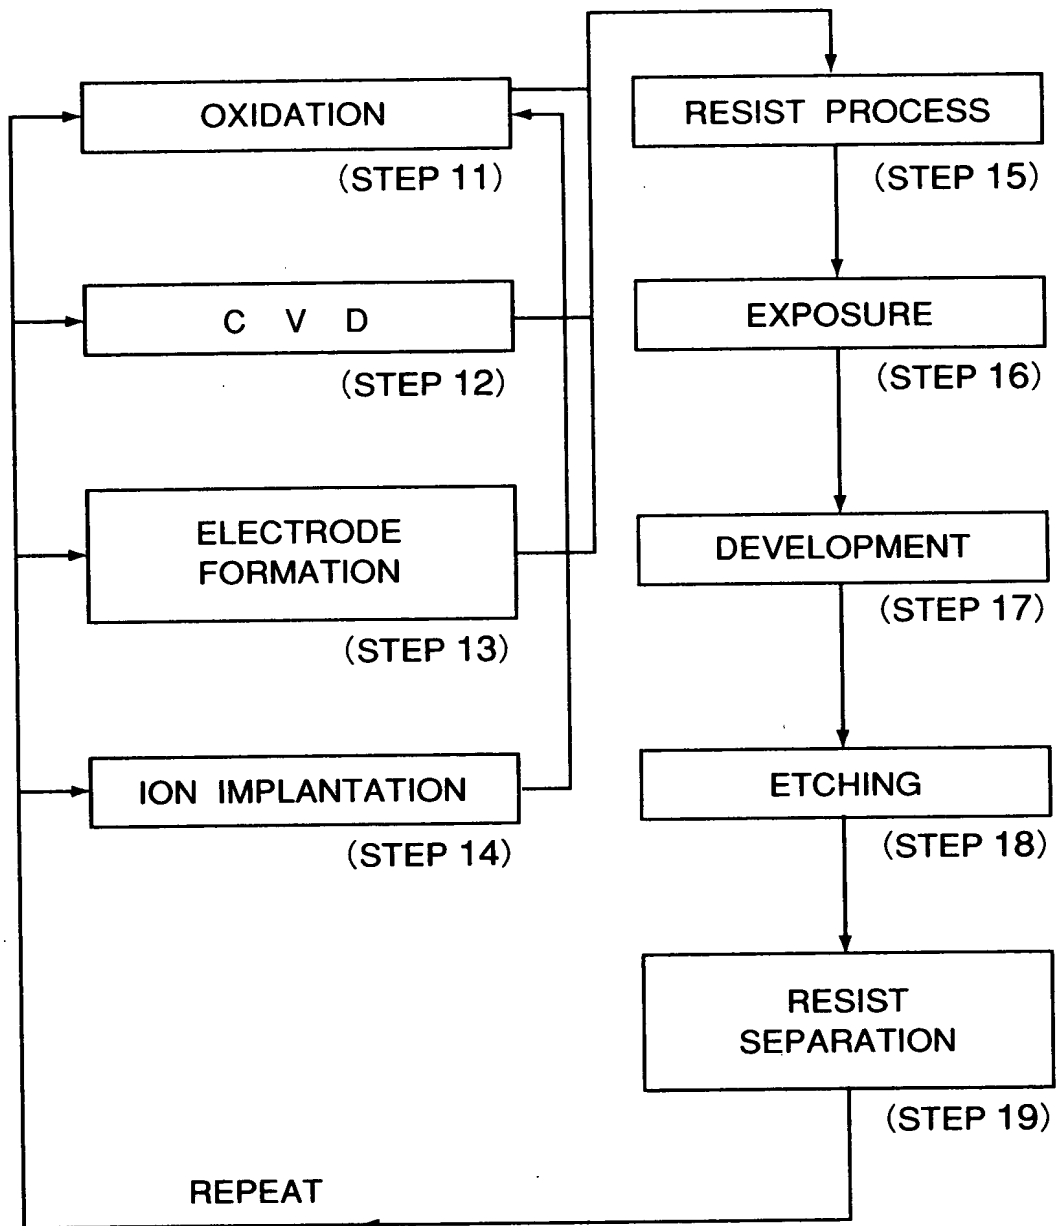 OXIDATION
(STEP 11)
C V D
(STEP 12)
ELECTRODE
FORMATION
(STEP 13)
ION IMPLANTATION
(STEP 14)
RESIST PROCESS
(STEP 15)
EXPOSURE
(STEP 16)
DEVELOPMENT
(STEP 17)
ETCHING
(STEP 18)
RESIST
SEPARATION
(STEP 19)
REPEAT